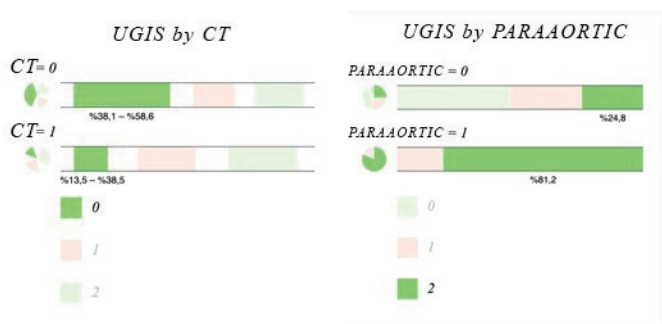 UGIS by CT
CT= 0
%38,1 – %58,6
CT= 1
%13,5 – %38,5
0
1
2
UGIS by PARAAORTIC
PARAAORTIC = 0
%24,8
PARAAORTIC = 1
%81,2
0
1
2